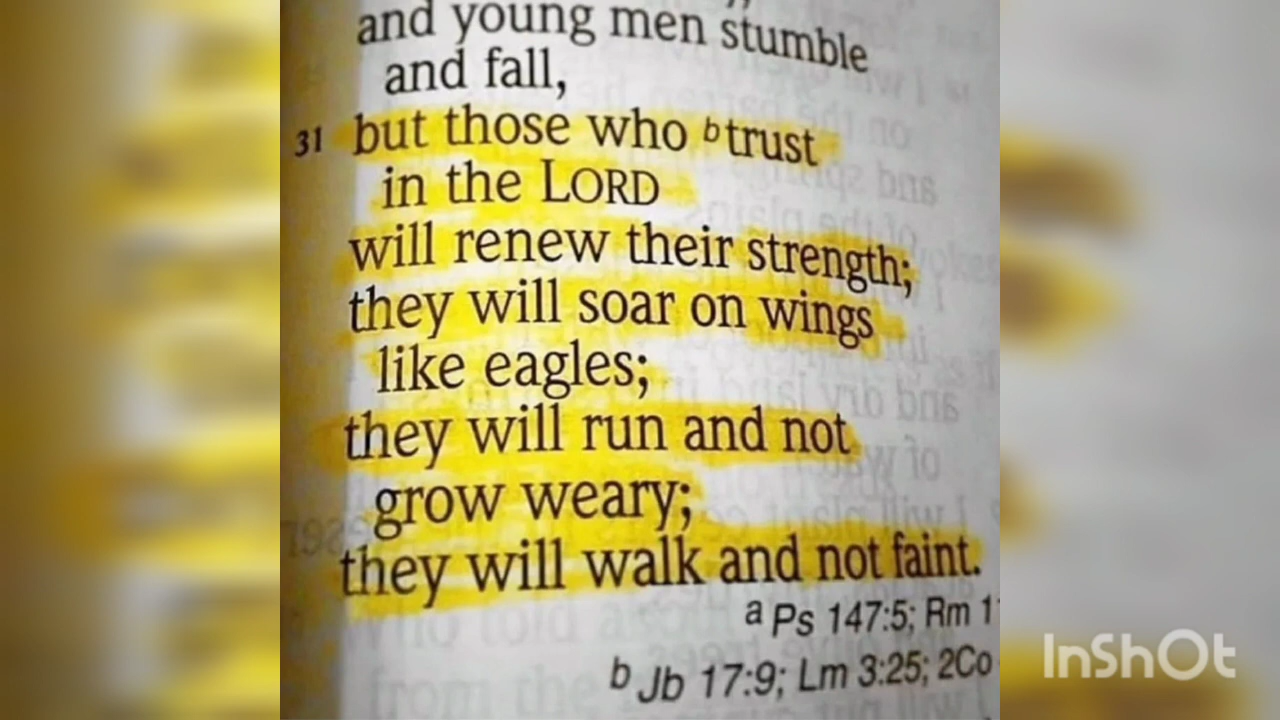 and young men stumble
and fall,
31 but those who b trust
in the LORD
will renew their strength;
they will soar on wings
like eagles;
they will run and not
grow weary;
they will walk and not faint.
a Ps 147:5; Rm 1
b Jb 17:9; Lm 3:25; 2Co
InShOt